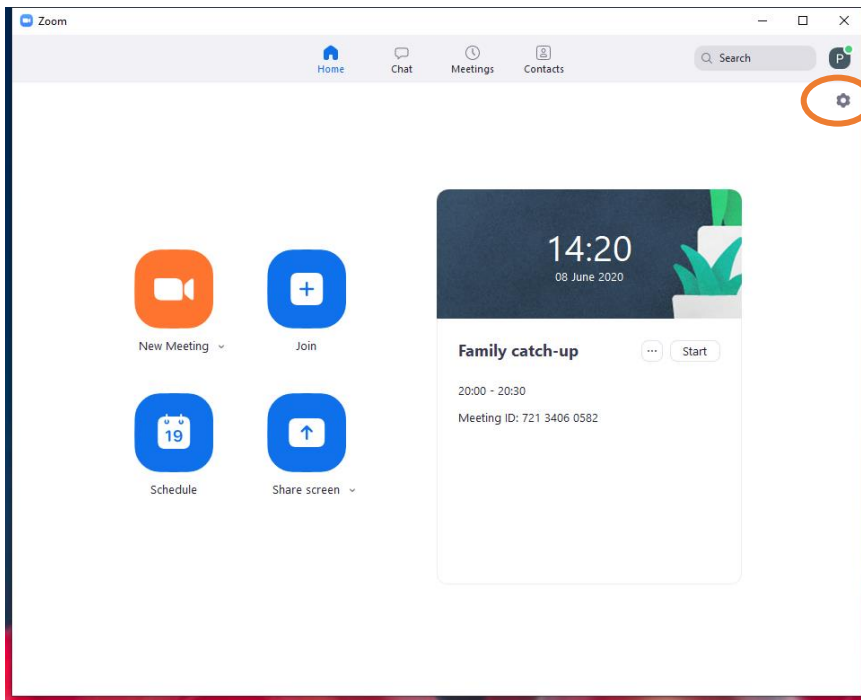 Zoom
Home
Chat
Meetings
Contacts
Search
P
14:20
08 June 2020
New Meeting
Join
Family catch-up
...
Start
20:00 - 20:30
Meeting ID: 721 3406 0582
19
Schedule
Share screen